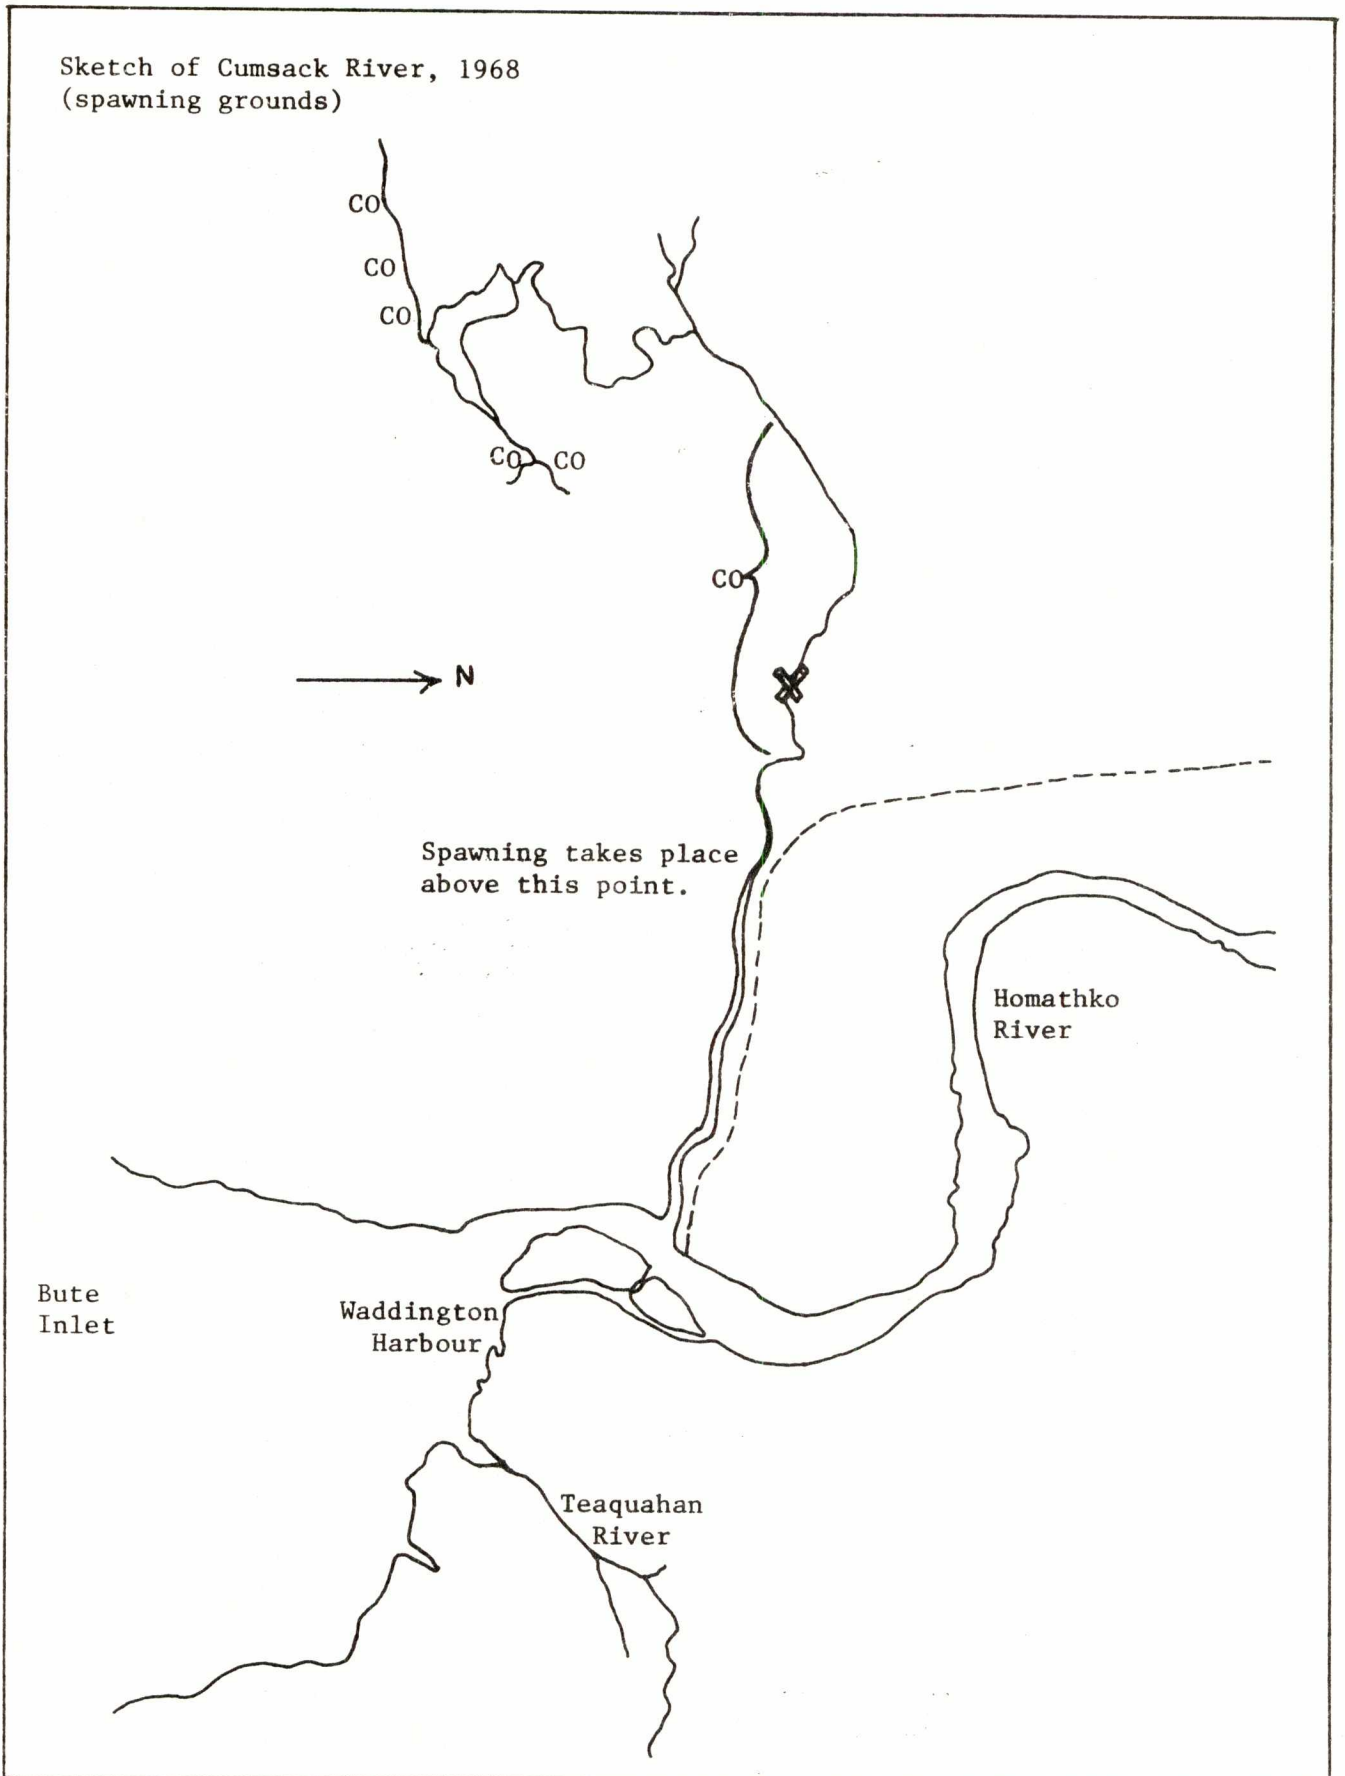 Sketch of Cumsack River, 1968
(spawning grounds)
CO
CO
CO
CO CO
CO
N
Spawning takes place
above this point.
Homathko
River
Bute
Inlet
Waddington
Harbour
Teaquahan
River